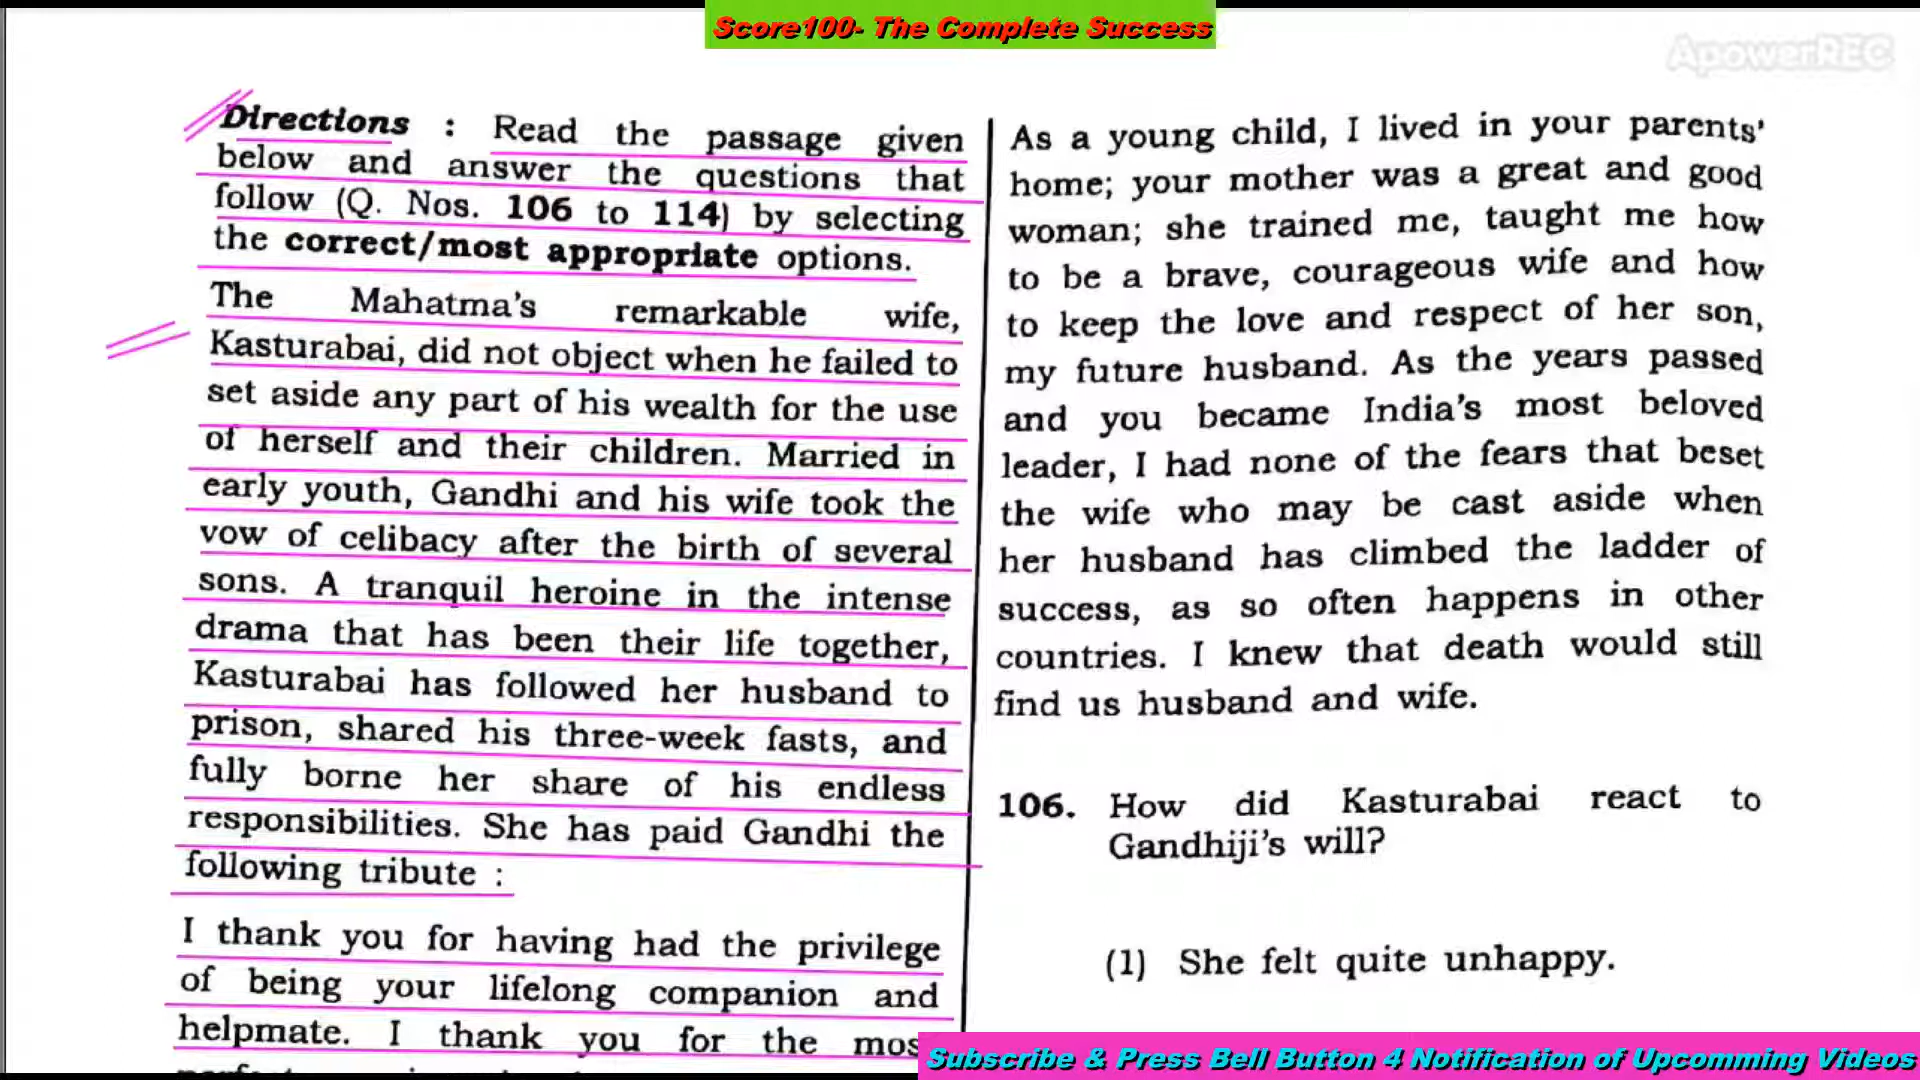 Score100- The Complete Success
ApowerREC
Directions : Read the passage given
below and answer the questions that
follow (Q. Nos. 106 to 114) by selecting
the correct/most appropriate options.
The Mahatma's remarkable wife,
Kasturabai, did not object when he failed to
set aside any part of his wealth for the use
of herself and their children. Married in
early youth, Gandhi and his wife took the
vow of celibacy after the birth of several
sons. A tranquil heroine in the intense
drama that has been their life together,
Kasturabai has followed her husband to
prison, shared his three-week fasts, and
fully borne her share of his endless
responsibilities. She has paid Gandhi the
following tribute :
I thank you for having had the privilege
of being your lifelong companion and
helpmate. I thank you for the mos
As a young child, I lived in your parents'
home; your mother was a great and good
woman; she trained me, taught me how
to be a brave, courageous wife and how
to keep the love and respect of her son,
my future husband. As the years passed
and you became India's most beloved
leader, I had none of the fears that beset
the wife who may be cast aside when
her husband has climbed the ladder of
success, as so often happens in other
countries. I knew that death would still
find us husband and wife.
106. How did Kasturabai react to
Gandhiji's will?
(1) She felt quite unhappy.
Subscribe & Press Bell Button 4 Notification of Upcomming Videos